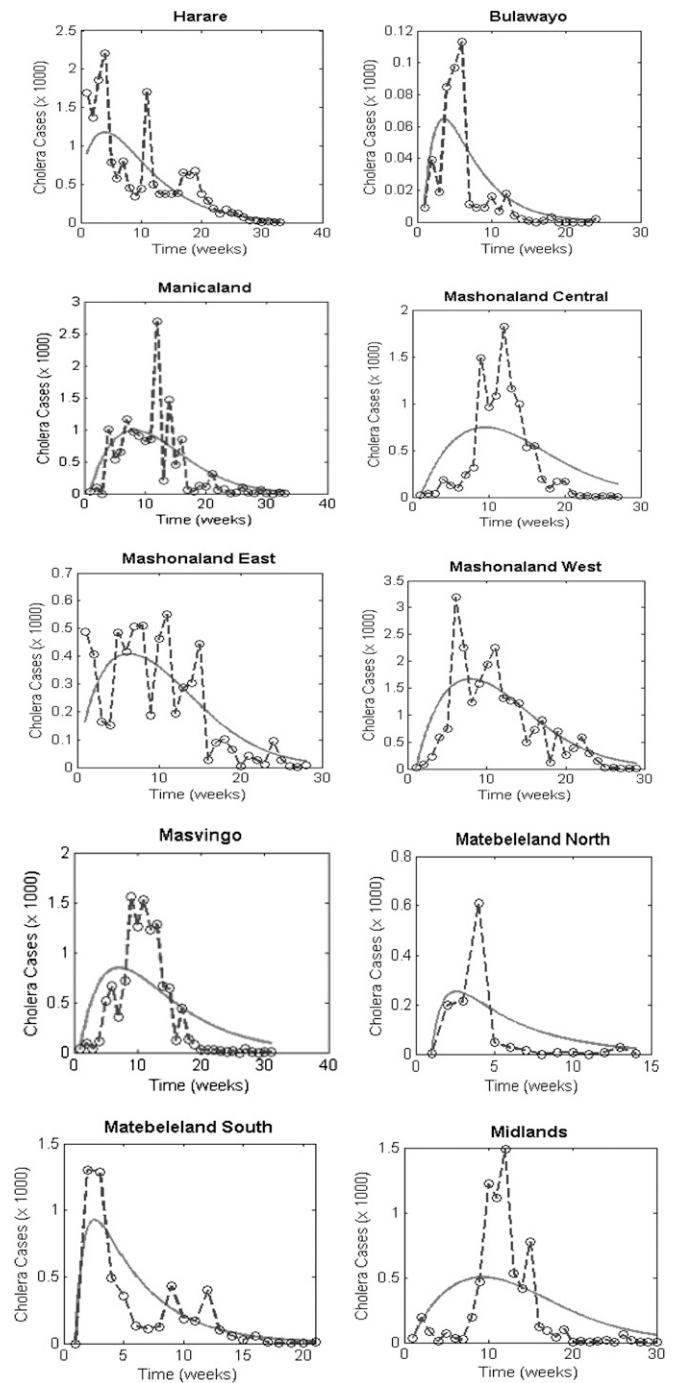 Harare
Cholera Cases (x 1000)
2.5
2
1.5
1
0.5
0
0 10 20 30 40
Time (weeks)
Bulawayo
Cholera Cases (x 1000)
0.12
0.1
0.08
0.06
0.04
0.02
0
0 10 20 30
Time (weeks)
Manicaland
Cholera Cases (x 1000)
3
2.5
2
1.5
1
0.5
0
0 10 20 30 40
Time (weeks)
Mashonaland Central
Cholera Cases (x 1000)
2
1.5
1
0.5
0
0 10 20 30
Time (weeks)
Mashonaland East
Cholera Cases (x 1000)
0.7
0.6
0.5
0.4
0.3
0.2
0.1
0
0 10 20 30
Time (weeks)
Mashonaland West
Cholera Cases (x 1000)
3.5
3
2.5
2
1.5
1
0.5
0
0 10 20 30
Time (weeks)
Masvingo
Cholera Cases (x 1000)
2
1.5
1
0.5
0
0 10 20 30 40
Time (weeks)
Matebeleland North
Cholera Cases (x 1000)
0.8
0.6
0.4
0.2
0
0 5 10 15
Time (weeks)
Matebeleland South
Cholera Cases (x 1000)
1.5
1
0.5
0
0 5 10 15 20
Time (weeks)
Midlands
Cholera Cases (x 1000)
1.5
1
0.5
0
0 10 20 30
Time (weeks)